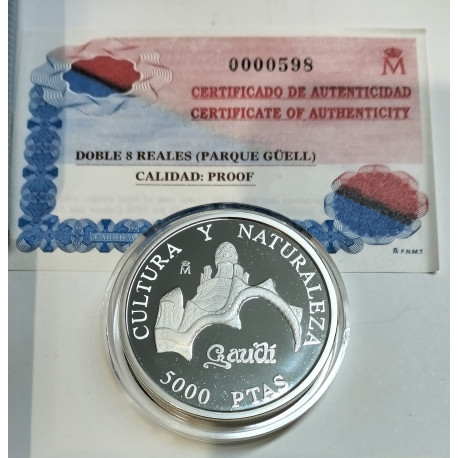 0000598
M
CERTIFICADO DE AUTENTICIDAD
CERTIFICATE OF AUTHENTICITY
DOBLE 8 REALES (PARQUE GÜELL)
CALIDAD: PROOF
F.N.M.T.
CULTURA Y NATURALEZA
M
Gaudí
5000 PTAS